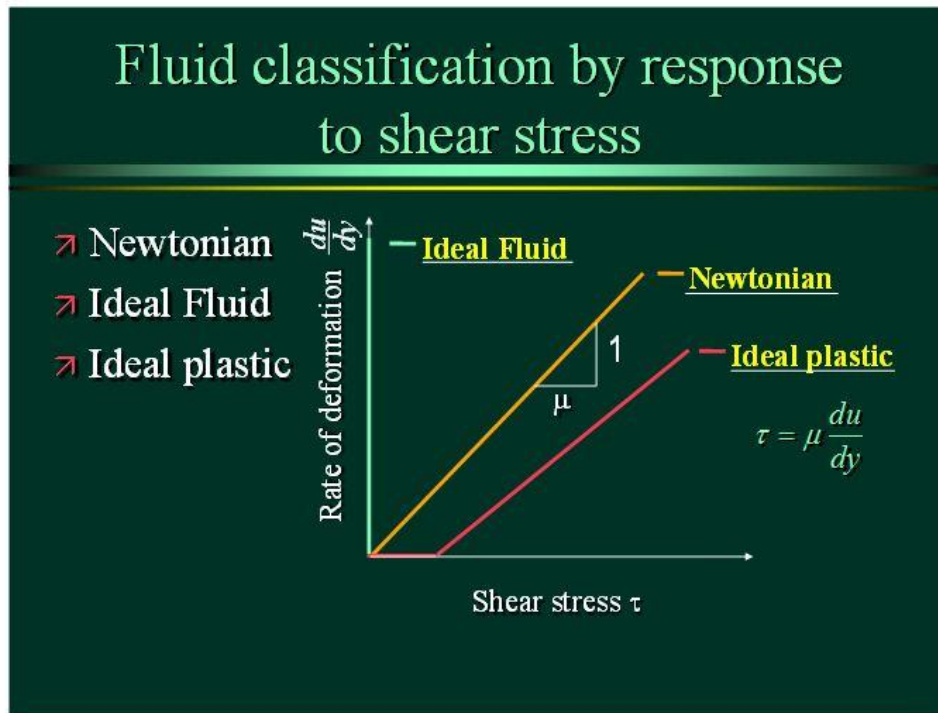 Fluid classification by response
to shear stress
Newtonian
Ideal Fluid
Ideal plastic
Rate of deformation du/dy
Ideal Fluid
Newtonian
1
Ideal plastic
μ
τ = μ du/dy
Shear stress τ